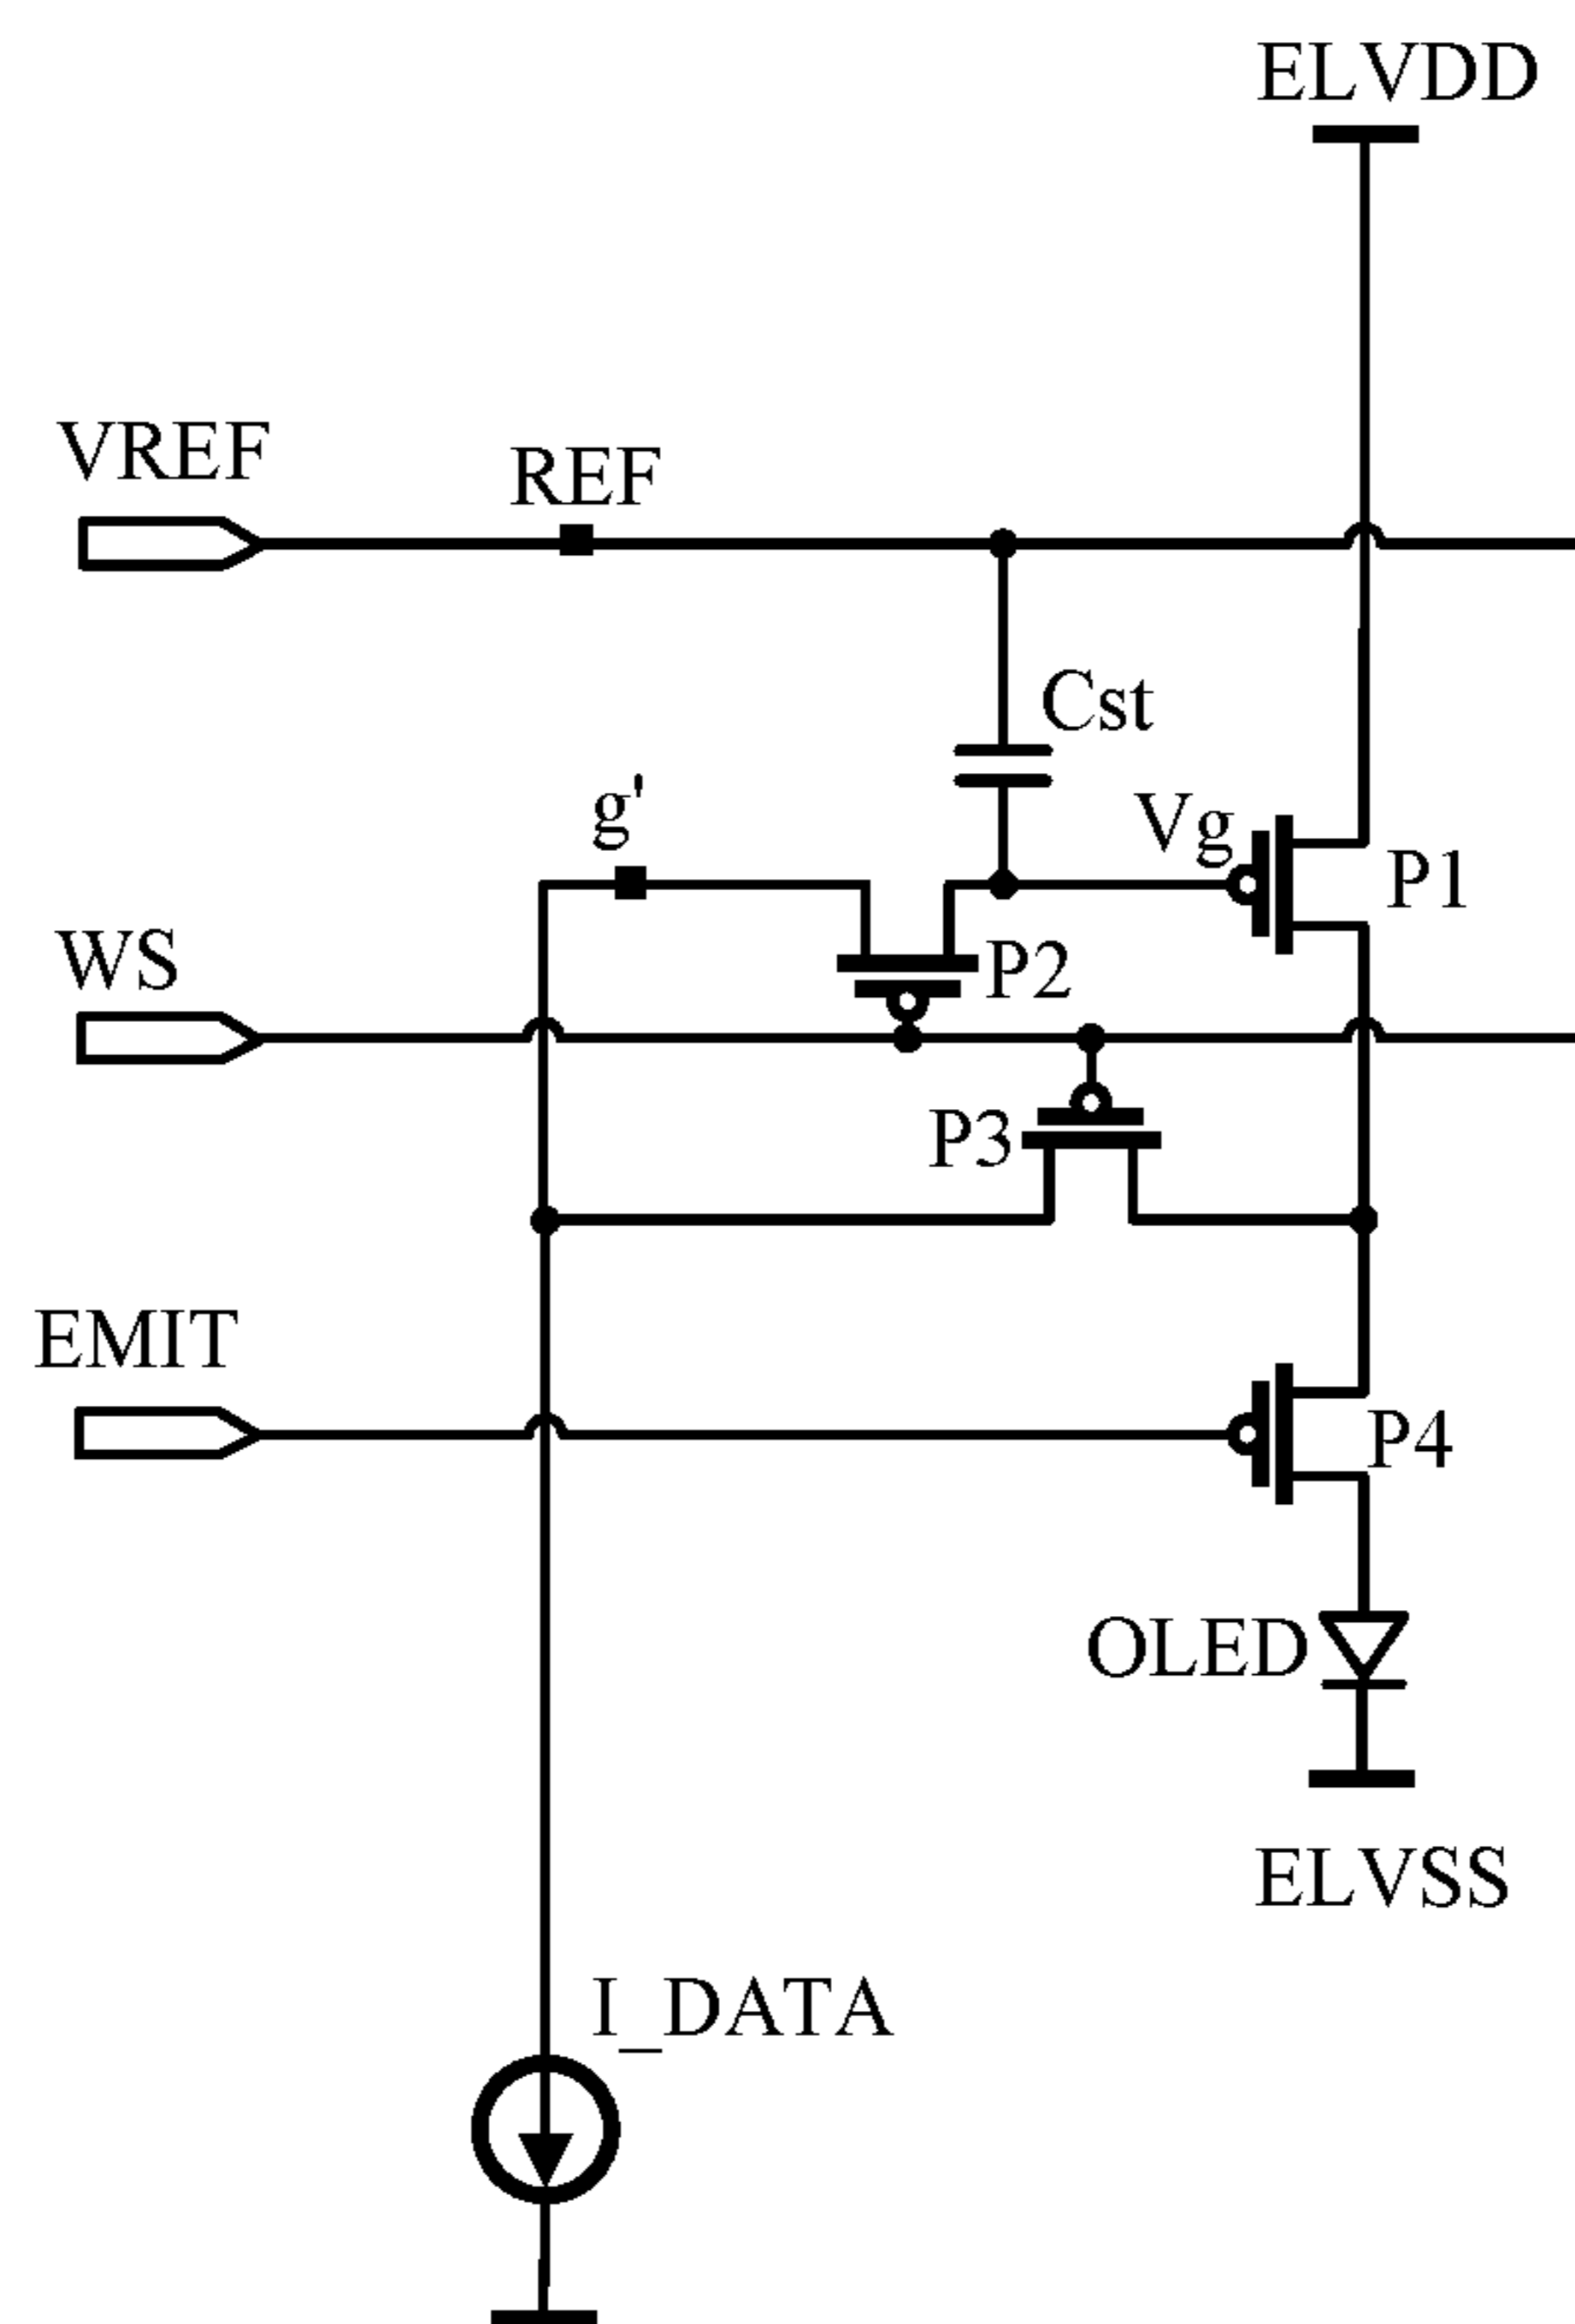 ELVDD
VREF
REF
Cst
g'
Vg
P1
WS
P2
P3
EMIT
P4
OLED
ELVSS
I_DATA